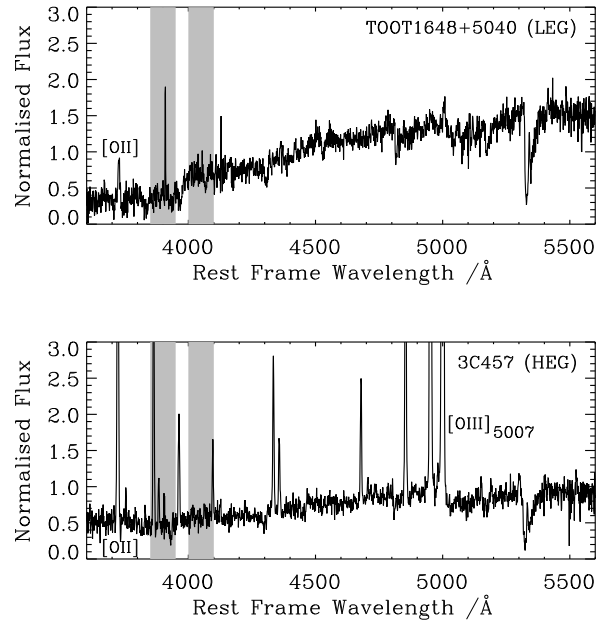 TOOT1648+5040 (LEG)
Normalised Flux
3.0
2.5
2.0
1.5
1.0
0.5
0.0
[OII]
4000 4500 5000 5500
Rest Frame Wavelength /Å
3C457 (HEG)
Normalised Flux
3.0
2.5
2.0
1.5
1.0
0.5
0.0
[OIII]5007
[OII]
4000 4500 5000 5500
Rest Frame Wavelength /Å